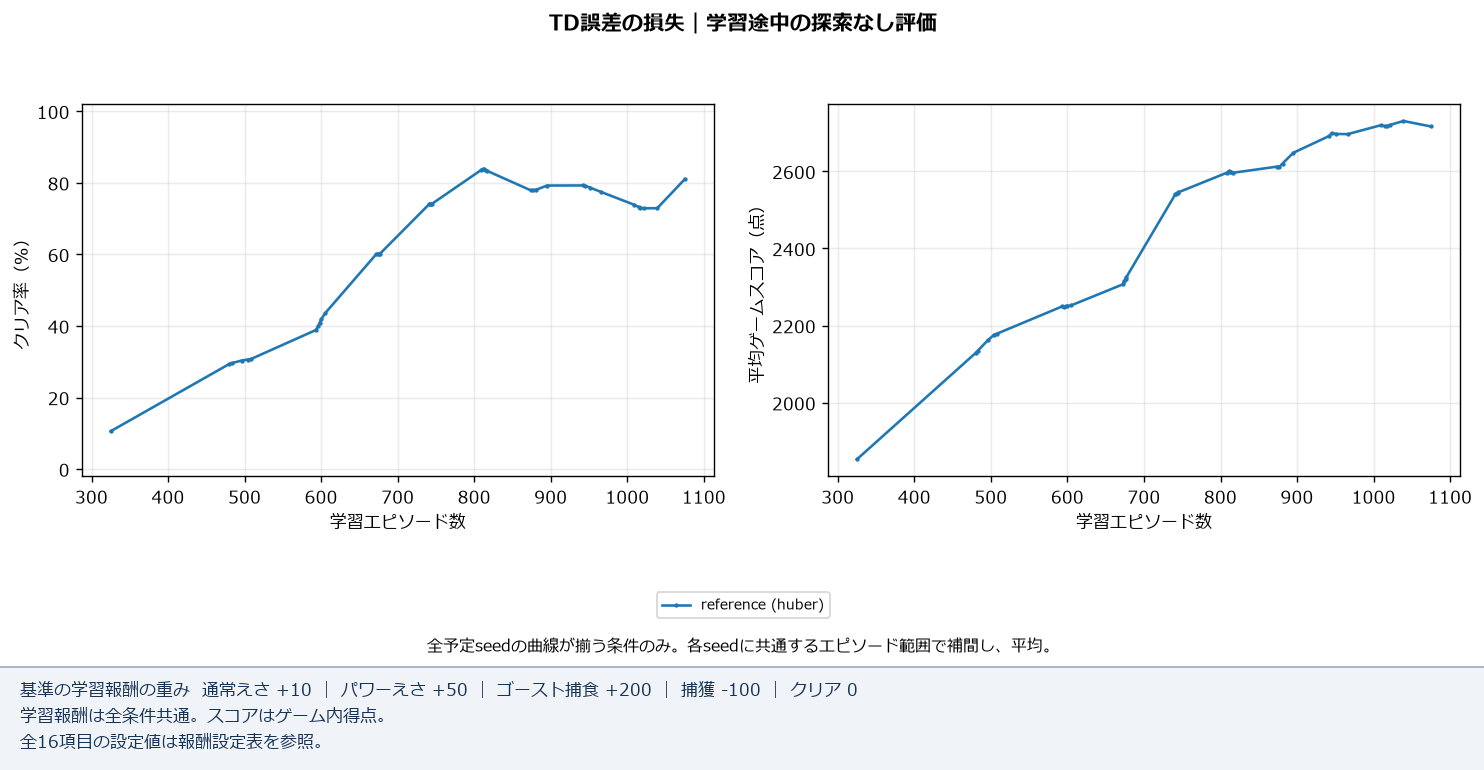 TD誤差の損失｜学習途中の探索なし評価
クリア率（%）
100
80
60
40
20
0
300 400 500 600 700 800 900 1000 1100
学習エピソード数
平均ゲームスコア（点）
2600
2400
2200
2000
300 400 500 600 700 800 900 1000 1100
学習エピソード数
reference (huber)
全予定seedの曲線が揃う条件のみ。各seedに共通するエピソード範囲で補間し、平均。
基準の学習報酬の重み 通常えさ +10 ｜ パワーえさ +50 ｜ ゴースト捕食 +200 ｜ 捕獲 -100 ｜ クリア 0
学習報酬は全条件共通。スコアはゲーム内得点。
全16項目の設定値は報酬設定表を参照。